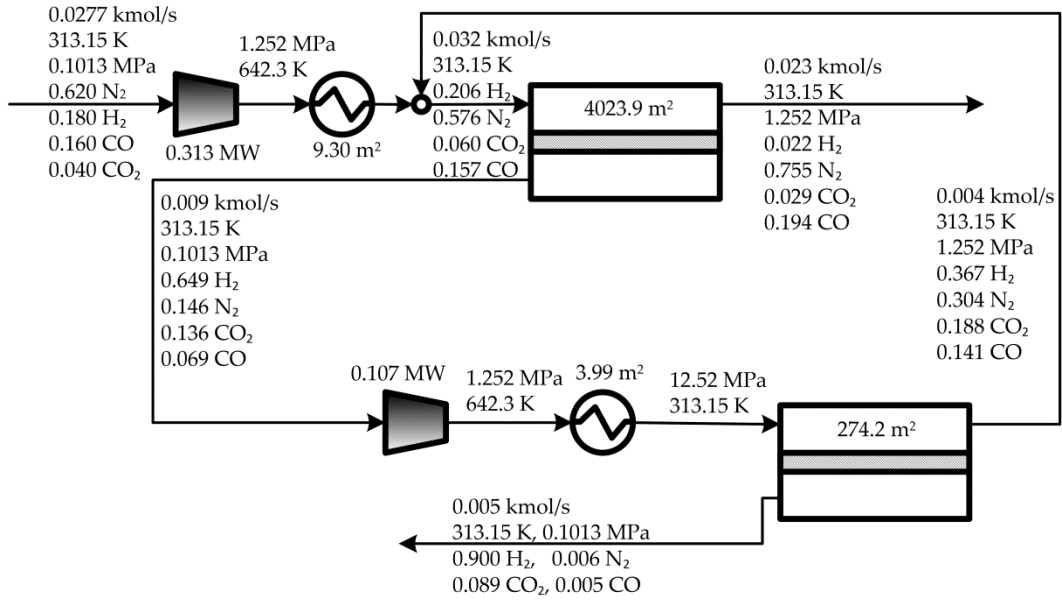 0.0277 kmol/s
313.15 K
0.1013 MPa
0.620 N₂
0.180 H₂
0.160 CO
0.040 CO₂
0.313 MW
1.252 MPa
642.3 K
9.30 m²
0.032 kmol/s
313.15 K
0.206 H₂
0.576 N₂
0.060 CO₂
0.157 CO
4023.9 m²
0.023 kmol/s
313.15 K
1.252 MPa
0.022 H₂
0.755 N₂
0.029 CO₂
0.194 CO
0.009 kmol/s
313.15 K
0.1013 MPa
0.649 H₂
0.146 N₂
0.136 CO₂
0.069 CO
0.004 kmol/s
313.15 K
1.252 MPa
0.367 H₂
0.304 N₂
0.188 CO₂
0.141 CO
0.107 MW
1.252 MPa
642.3 K
3.99 m²
12.52 MPa
313.15 K
274.2 m²
0.005 kmol/s
313.15 K, 0.1013 MPa
0.900 H₂, 0.006 N₂
0.089 CO₂, 0.005 CO